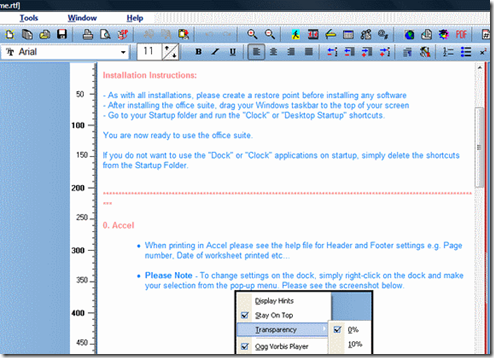 me.rtf]
Tools Window Help
PDF
Arial 11 B I U
Installation Instructions:
- As with all installations, please create a restore point before installing any software
- After installing the office suite, drag your Windows taskbar to the top of your screen
- Go to your Startup folder and run the "Clock" or "Desktop Startup" shortcuts.
You are now ready to use the office suite.
If you do not want to use the "Dock" or "Clock" applications on startup, simply delete the shortcuts
from the Startup Folder.
***
0. Accel
• When printing in Accel please see the help file for Header and Footer settings e.g. Page
number, Date of worksheet printed etc...
• Please Note - To change settings on the dock, simply right-click on the dock and make
your selection from the pop-up menu. Please see the screenshot below.
Display Hints
Stay On Top
Transparency 0%
10%
Ogg Vorbis Player
50
100
150
200
250
300
350
400
450